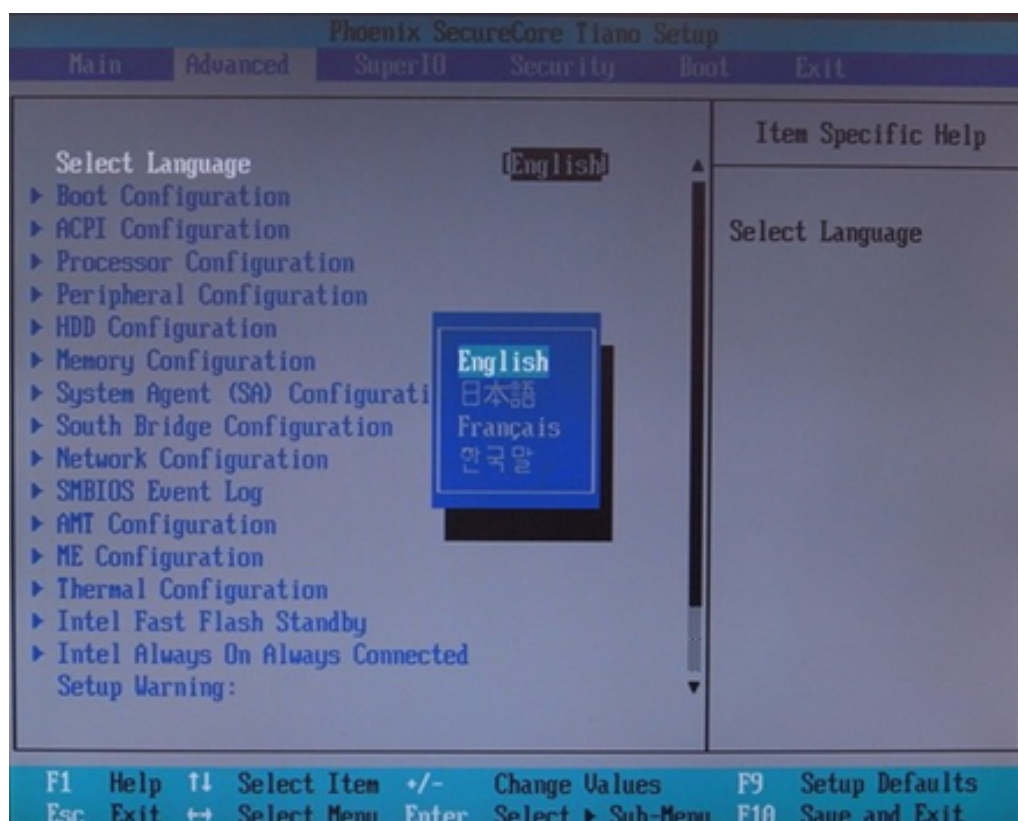 Phoenix SecureCore Tiano Setup
Main Advanced SuperIO Security Boot Exit
Item Specific Help
Select Language [English]
Select Language
Boot Configuration
ACPI Configuration
Processor Configuration
Peripheral Configuration
HDD Configuration
Memory Configuration
System Agent (SA) Configurati
South Bridge Configuration
Network Configuration
SMBIOS Event Log
AMT Configuration
ME Configuration
Thermal Configuration
Intel Fast Flash Standby
Intel Always On Always Connected
Setup Warning:
English
日本語
Français
한국말
F1 Help ↑↓ Select Item +/- Change Values F9 Setup Defaults
Esc Exit ↔ Select Menu Enter Select ▶ Sub-Menu F10 Save and Exit